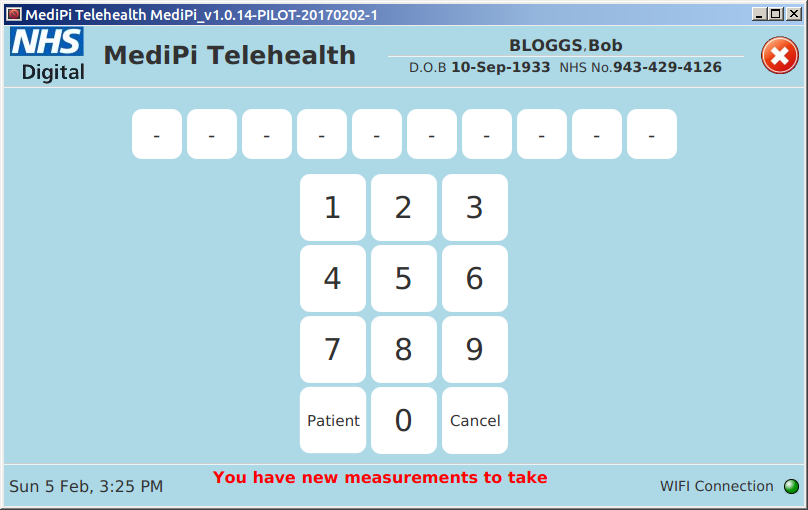 MediPi Telehealth MediPi_v1.0.14-PILOT-20170202-1
NHS
Digital
MediPi Telehealth
BLOGGS,Bob
D.O.B 10-Sep-1933 NHS No.943-429-4126
- - - - - - - - - -
1 2 3
4 5 6
7 8 9
Patient 0 Cancel
You have new measurements to take
Sun 5 Feb, 3:25 PM
WIFI Connection